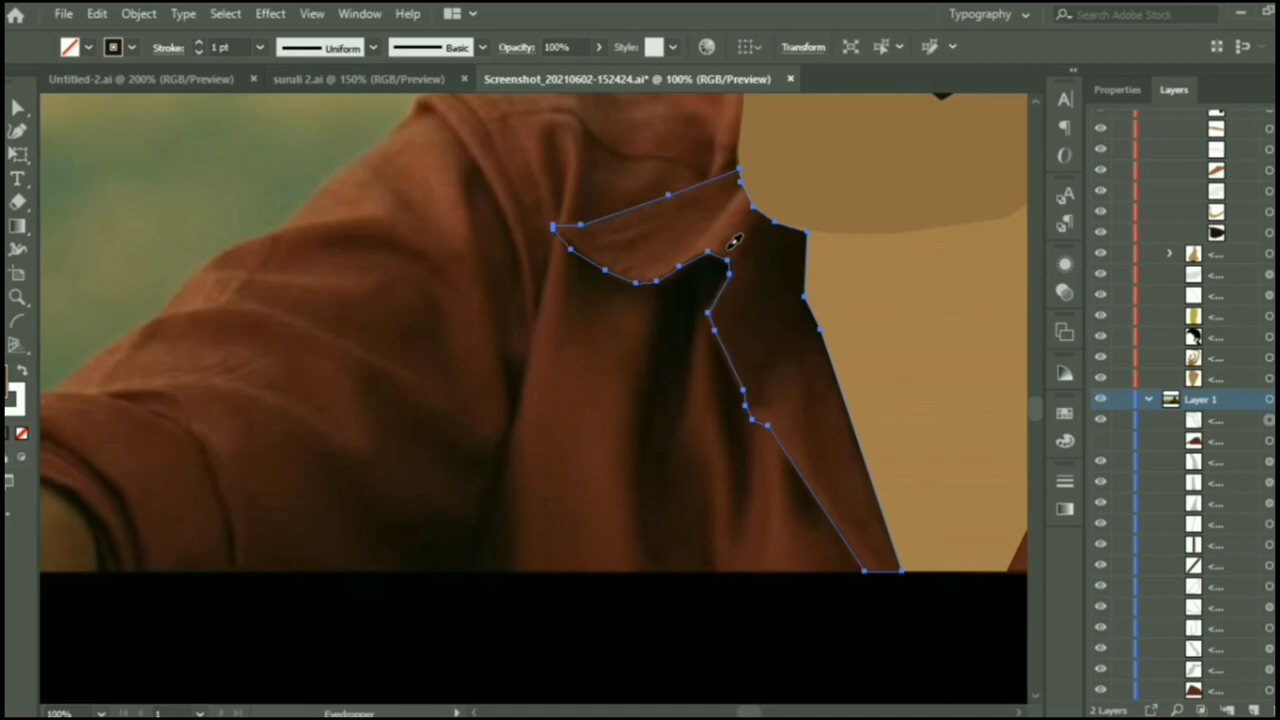 File Edit Object Type Select Effect View Window Help
Typography
Search Adobe Stock
Stroke: 1 pt Uniform Basic Opacity: 100% Style: Transform
Untitled-2.ai @ 200% (RGB/Preview) × suruli 2.ai @ 150% (RGB/Preview) × Screenshot_20210602-152424.ai* @ 100% (RGB/Preview) ×
Properties Layers
<...
<...
<...
<...
<...
<...
<...
Layer 1
<...
<...
<...
<...
<...
<...
<...
<...
<...
<...
<...
<...
<...
<...
100% 1 Eyedropper
2 Layers